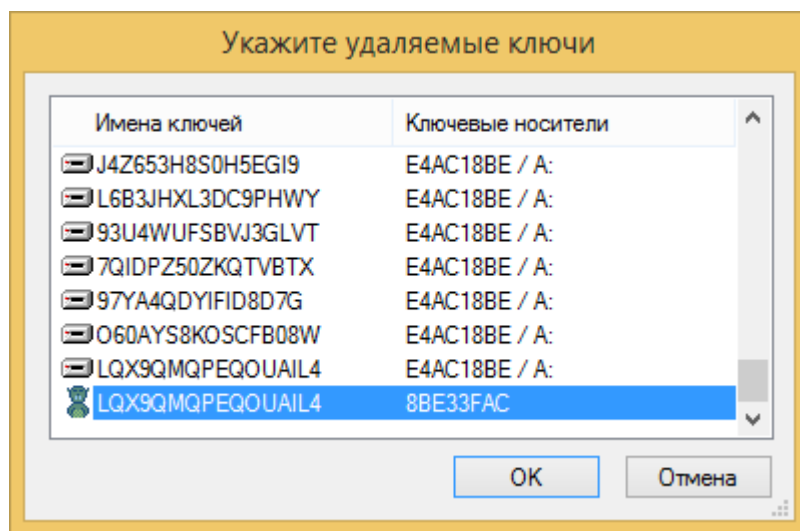 Укажите удаляемые ключи
Имена ключей Ключевые носители
J4Z653H8S0H5EGI9 E4AC18BE / A:
L6B3JHXL3DC9PHWY E4AC18BE / A:
93U4WUFSBVJ3GLVT E4AC18BE / A:
7QIDPZ50ZKQTVBTX E4AC18BE / A:
97YA4QDYIFID8D7G E4AC18BE / A:
O60AYS8KOSCFB08W E4AC18BE / A:
LQX9QMQPEQOUAIL4 E4AC18BE / A:
LQX9QMQPEQOUAIL4 8BE33FAC
OK Отмена